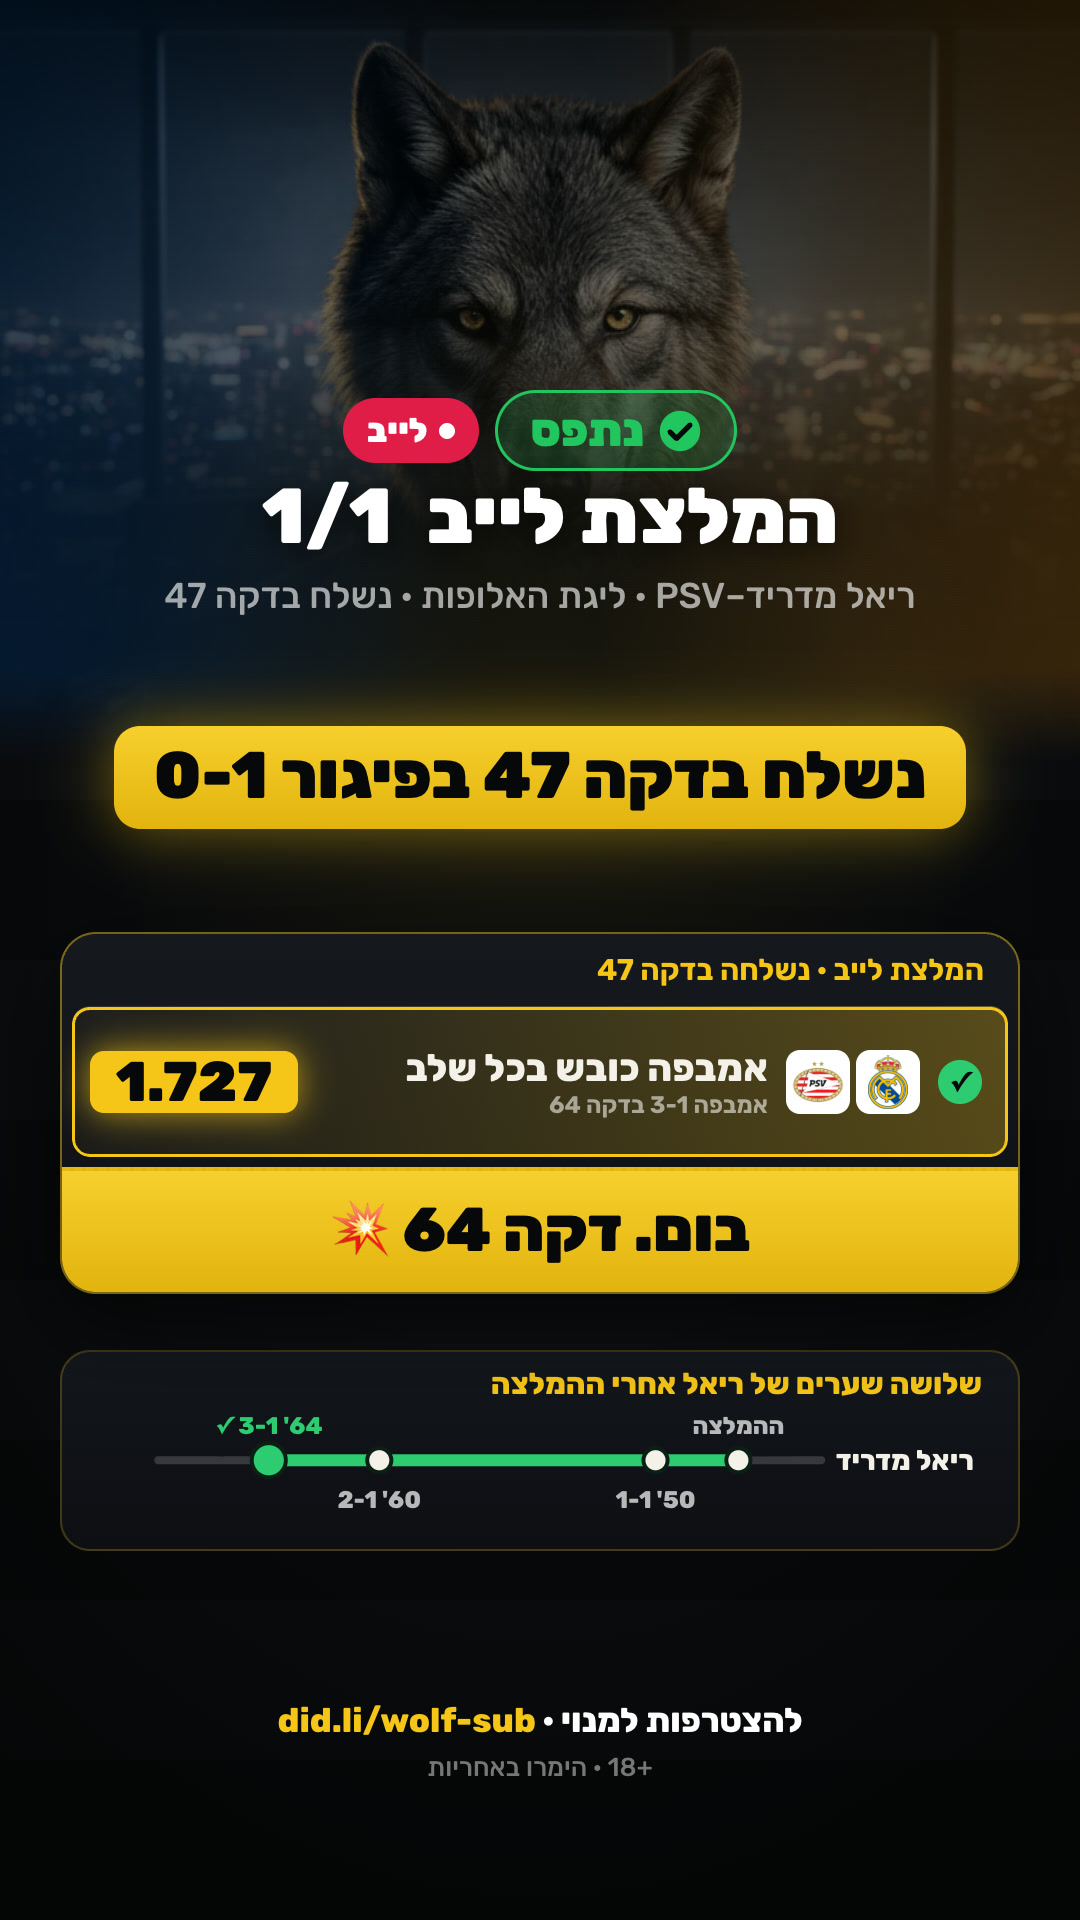 נתפס
לייב
המלצת לייב 1/1
ריאל מדריד–PSV • ליגת האלופות • נשלח בדקה 47
נשלח בדקה 47 בפיגור 0-1
המלצת לייב • נשלחה בדקה 47
אמבפה כובש בכל שלב
1.727
אמבפה 3-1 בדקה 64
PSV
בום. דקה 64 💥
שלושה שערים של ריאל אחרי ההמלצה
ההמלצה
64' 3-1 ✓
ריאל מדריד
50' 1-1
60' 2-1
להצטרפות למנוי • did.li/wolf-sub
18+ • הימרו באחריות